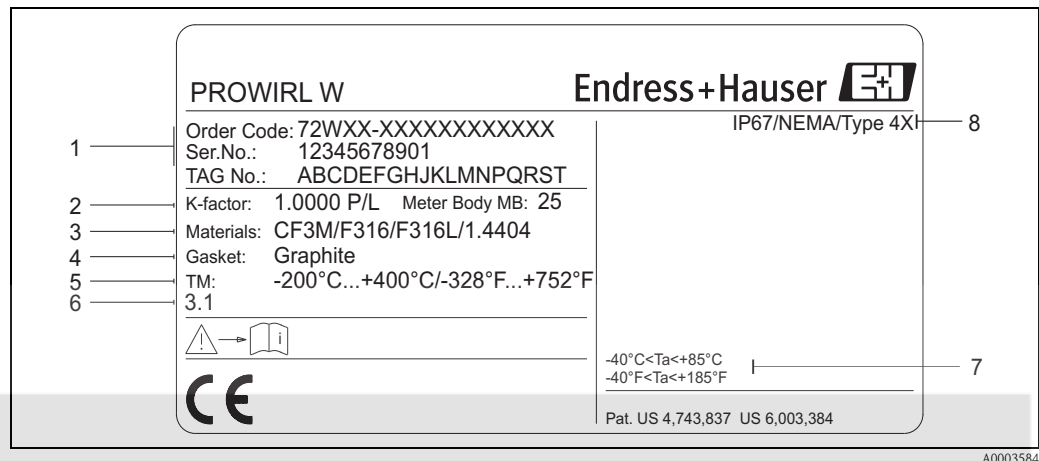 PROWIRL W
Endress+Hauser
Order Code: 72WXX-XXXXXXXXXXXX
Ser.No.: 12345678901
TAG No.: ABCDEFGHJKLMNPQRST
K-factor: 1.0000 P/L Meter Body MB: 25
Materials: CF3M/F316/F316L/1.4404
Gasket: Graphite
TM: -200°C...+400°C/-328°F...+752°F
3.1
i
CE
IP67/NEMA/Type 4X
-40°C<Ta<+85°C
-40°F<Ta<+185°F
Pat. US 4,743,837 US 6,003,384
1
2
3
4
5
6
7
8
A0003584